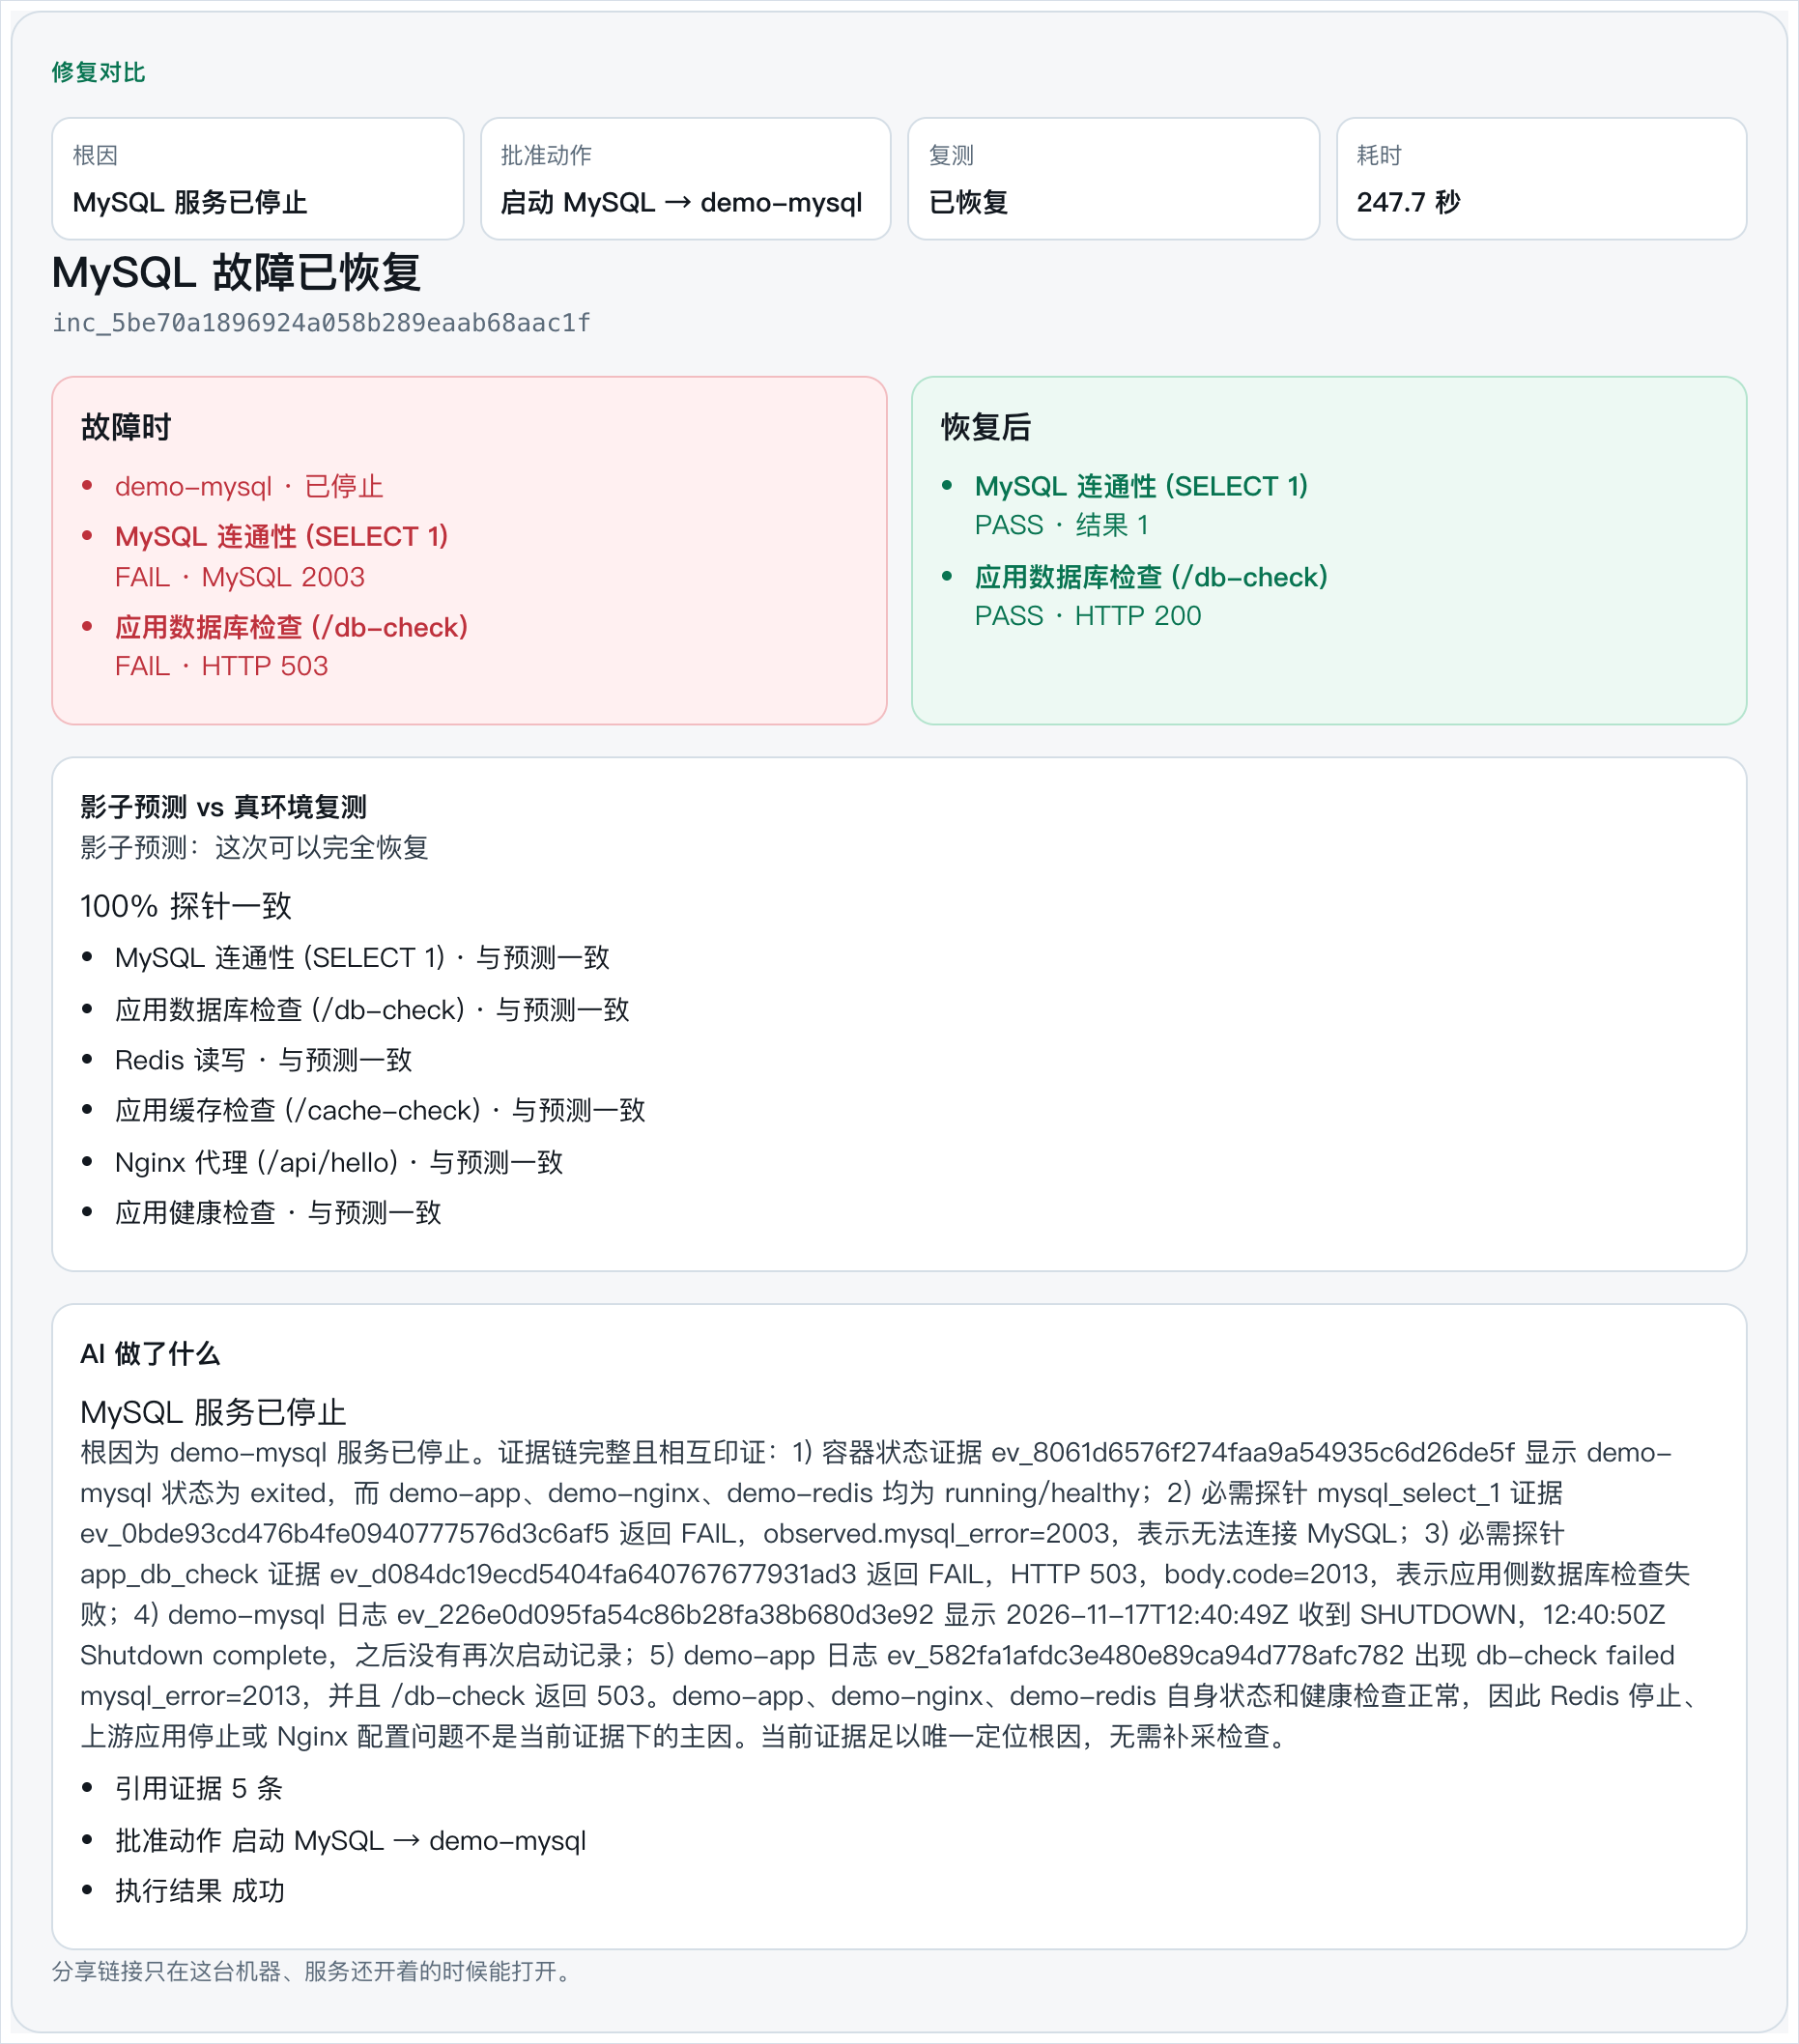 修复对比
根因
MySQL 服务已停止
批准动作
启动 MySQL → demo-mysql
复测
已恢复
耗时
247.7 秒
MySQL 故障已恢复
inc_5be70a1896924a058b289eaab68aac1f
故障时
demo-mysql · 已停止
MySQL 连通性 (SELECT 1)
FAIL · MySQL 2003
应用数据库检查 (/db-check)
FAIL · HTTP 503
恢复后
MySQL 连通性 (SELECT 1)
PASS · 结果 1
应用数据库检查 (/db-check)
PASS · HTTP 200
影子预测 vs 真环境复测
影子预测：这次可以完全恢复
100% 探针一致
MySQL 连通性 (SELECT 1) · 与预测一致
应用数据库检查 (/db-check) · 与预测一致
Redis 读写 · 与预测一致
应用缓存检查 (/cache-check) · 与预测一致
Nginx 代理 (/api/hello) · 与预测一致
应用健康检查 · 与预测一致
AI 做了什么
MySQL 服务已停止
根因为 demo-mysql 服务已停止。证据链完整且相互印证：1) 容器状态证据 ev_8061d6576f274faa9a54935c6d26de5f 显示 demo-
mysql 状态为 exited，而 demo-app、demo-nginx、demo-redis 均为 running/healthy；2) 必需探针 mysql_select_1 证据
ev_0bde93cd476b4fe0940777576d3c6af5 返回 FAIL，observed.mysql_error=2003，表示无法连接 MySQL；3) 必需探针
app_db_check 证据 ev_d084dc19ecd5404fa640767677931ad3 返回 FAIL，HTTP 503，body.code=2013，表示应用侧数据库检查失
败；4) demo-mysql 日志 ev_226e0d095fa54c86b28fa38b680d3e92 显示 2026-11-17T12:40:49Z 收到 SHUTDOWN，12:40:50Z
Shutdown complete，之后没有再次启动记录；5) demo-app 日志 ev_582fa1afdc3e480e89ca94d778afc782 出现 db-check failed
mysql_error=2013，并且 /db-check 返回 503。demo-app、demo-nginx、demo-redis 自身状态和健康检查正常，因此 Redis 停止、
上游应用停止或 Nginx 配置问题不是当前证据下的主因。当前证据足以唯一定位根因，无需补采检查。
引用证据 5 条
批准动作 启动 MySQL → demo-mysql
执行结果 成功
分享链接只在这台机器、服务还开着的时候能打开。